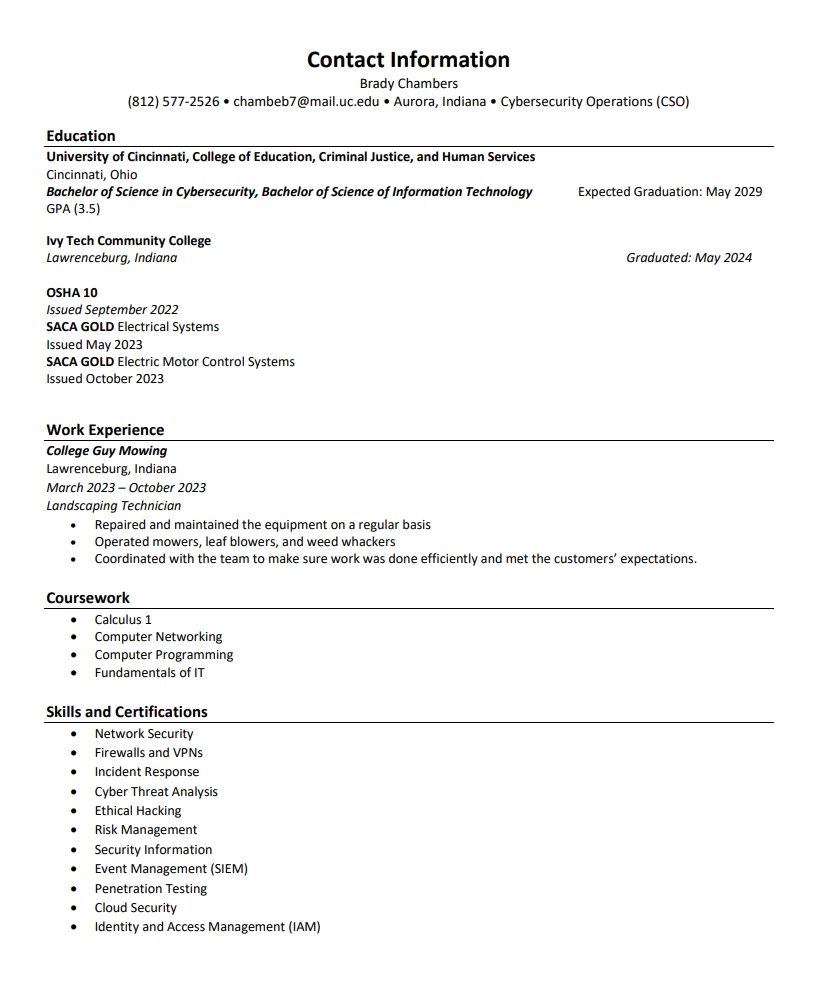 Contact Information
Brady Chambers
(812) 577-2526 • chambeb7@mail.uc.edu • Aurora, Indiana • Cybersecurity Operations (CSO)
Education
University of Cincinnati, College of Education, Criminal Justice, and Human Services
Cincinnati, Ohio
Bachelor of Science in Cybersecurity, Bachelor of Science of Information Technology Expected Graduation: May 2029
GPA (3.5)
Ivy Tech Community College
Lawrenceburg, Indiana Graduated: May 2024
OSHA 10
Issued September 2022
SACA GOLD Electrical Systems
Issued May 2023
SACA GOLD Electric Motor Control Systems
Issued October 2023
Work Experience
College Guy Mowing
Lawrenceburg, Indiana
March 2023 – October 2023
Landscaping Technician
• Repaired and maintained the equipment on a regular basis
• Operated mowers, leaf blowers, and weed whackers
• Coordinated with the team to make sure work was done efficiently and met the customers’ expectations.
Coursework
• Calculus 1
• Computer Networking
• Computer Programming
• Fundamentals of IT
Skills and Certifications
• Network Security
• Firewalls and VPNs
• Incident Response
• Cyber Threat Analysis
• Ethical Hacking
• Risk Management
• Security Information
• Event Management (SIEM)
• Penetration Testing
• Cloud Security
• Identity and Access Management (IAM)